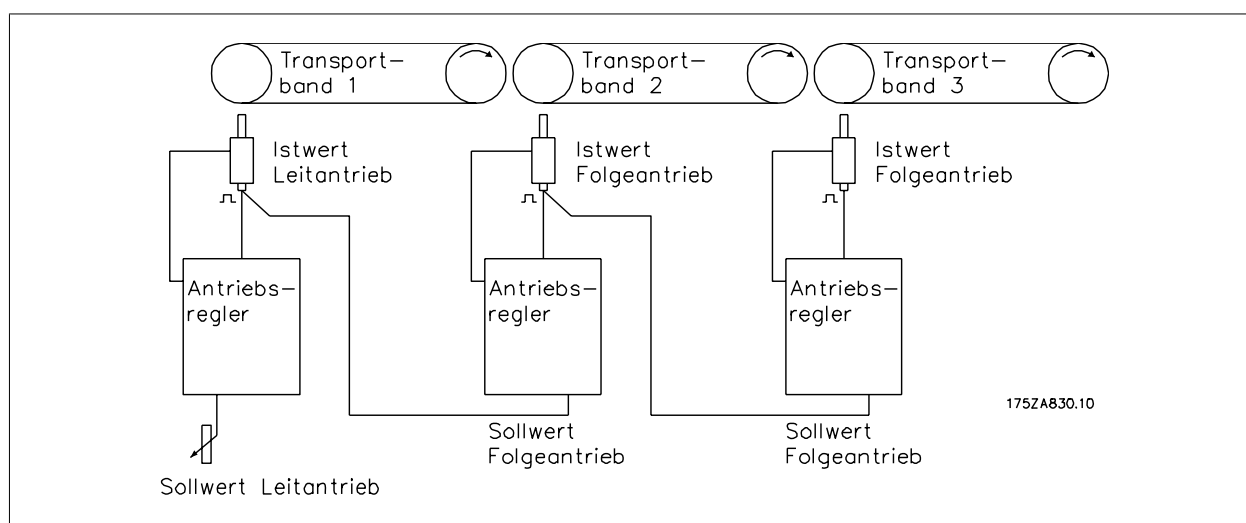 Transport–
band 1
Transport–
band 2
Transport–
band 3
Istwert
Leitantrieb
Istwert
Folgeantrieb
Istwert
Folgeantrieb
Antriebs–
regler
Antriebs–
regler
Antriebs–
regler
175ZA830.10
Sollwert
Folgeantrieb
Sollwert
Folgeantrieb
Sollwert Leitantrieb